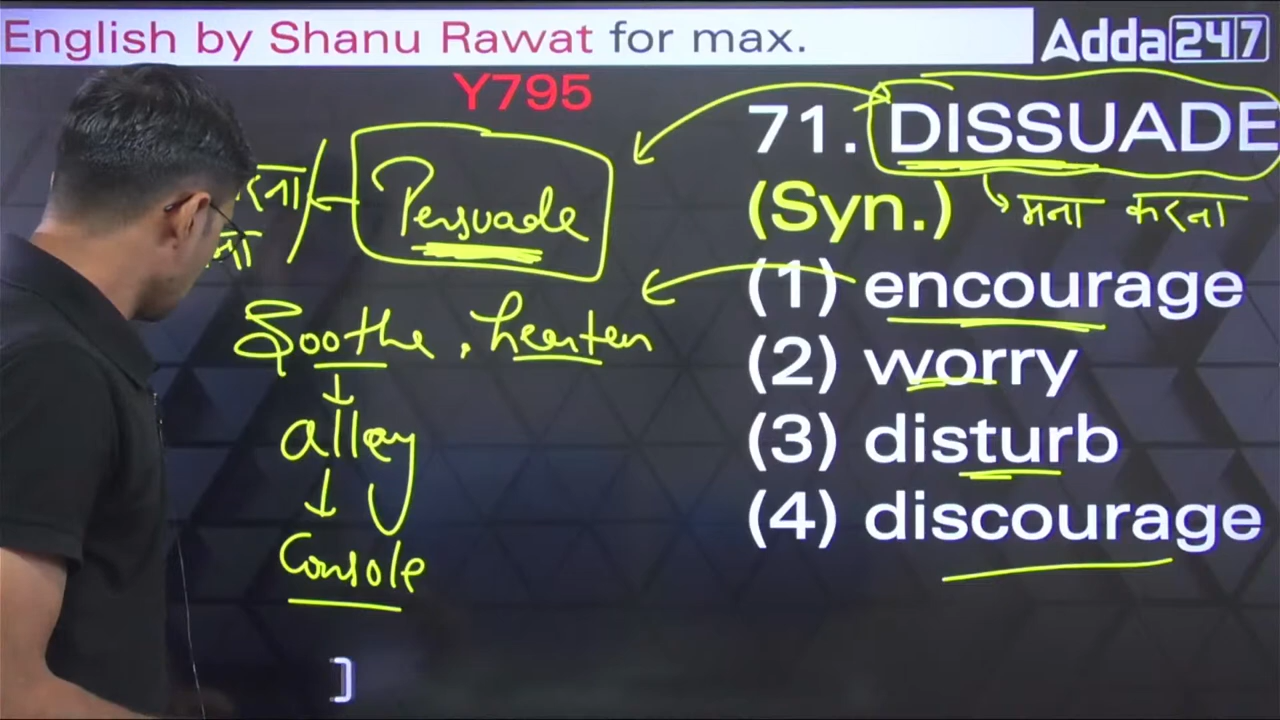 English by Shanu Rawat for max.
Adda247
Y795
71. DISSUADE
(Syn.)
मना करना
(1) encourage
(2) worry
(3) disturb
(4) discourage
Persuade
Soothe, hearten
allay
Console